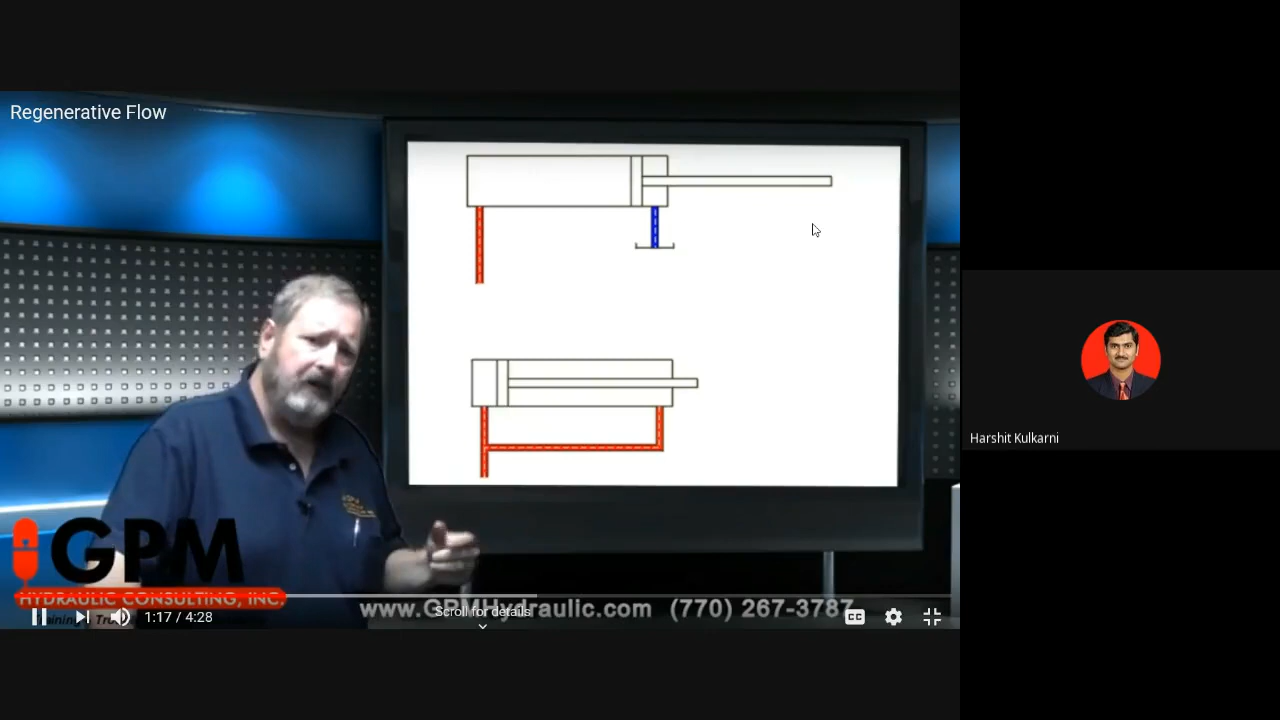 Regenerative Flow
GPM
HYDRAULIC CONSULTING, INC.
www.GPMHydraulic.com (770) 267-3787
Scroll for details
1:17 / 4:28
CC
Harshit Kulkarni